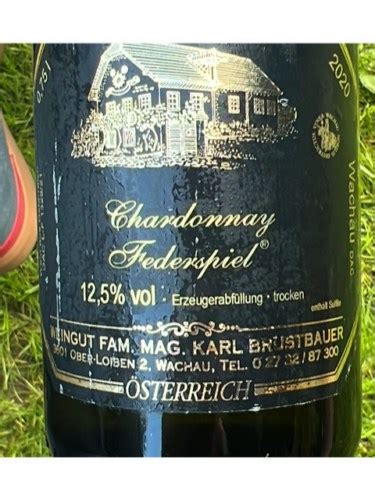 0,75 l
2020
Wachau DAC
Chardonnay
Federspiel®
12,5% vol · Erzeugerabfüllung · trocken
enthält Sulfite
WEINGUT FAM. MAG. KARL BRUSTBAUER
3601 OBER-LOIBEN 2, WACHAU, TEL. 0 27 32 / 87 300
ÖSTERREICH